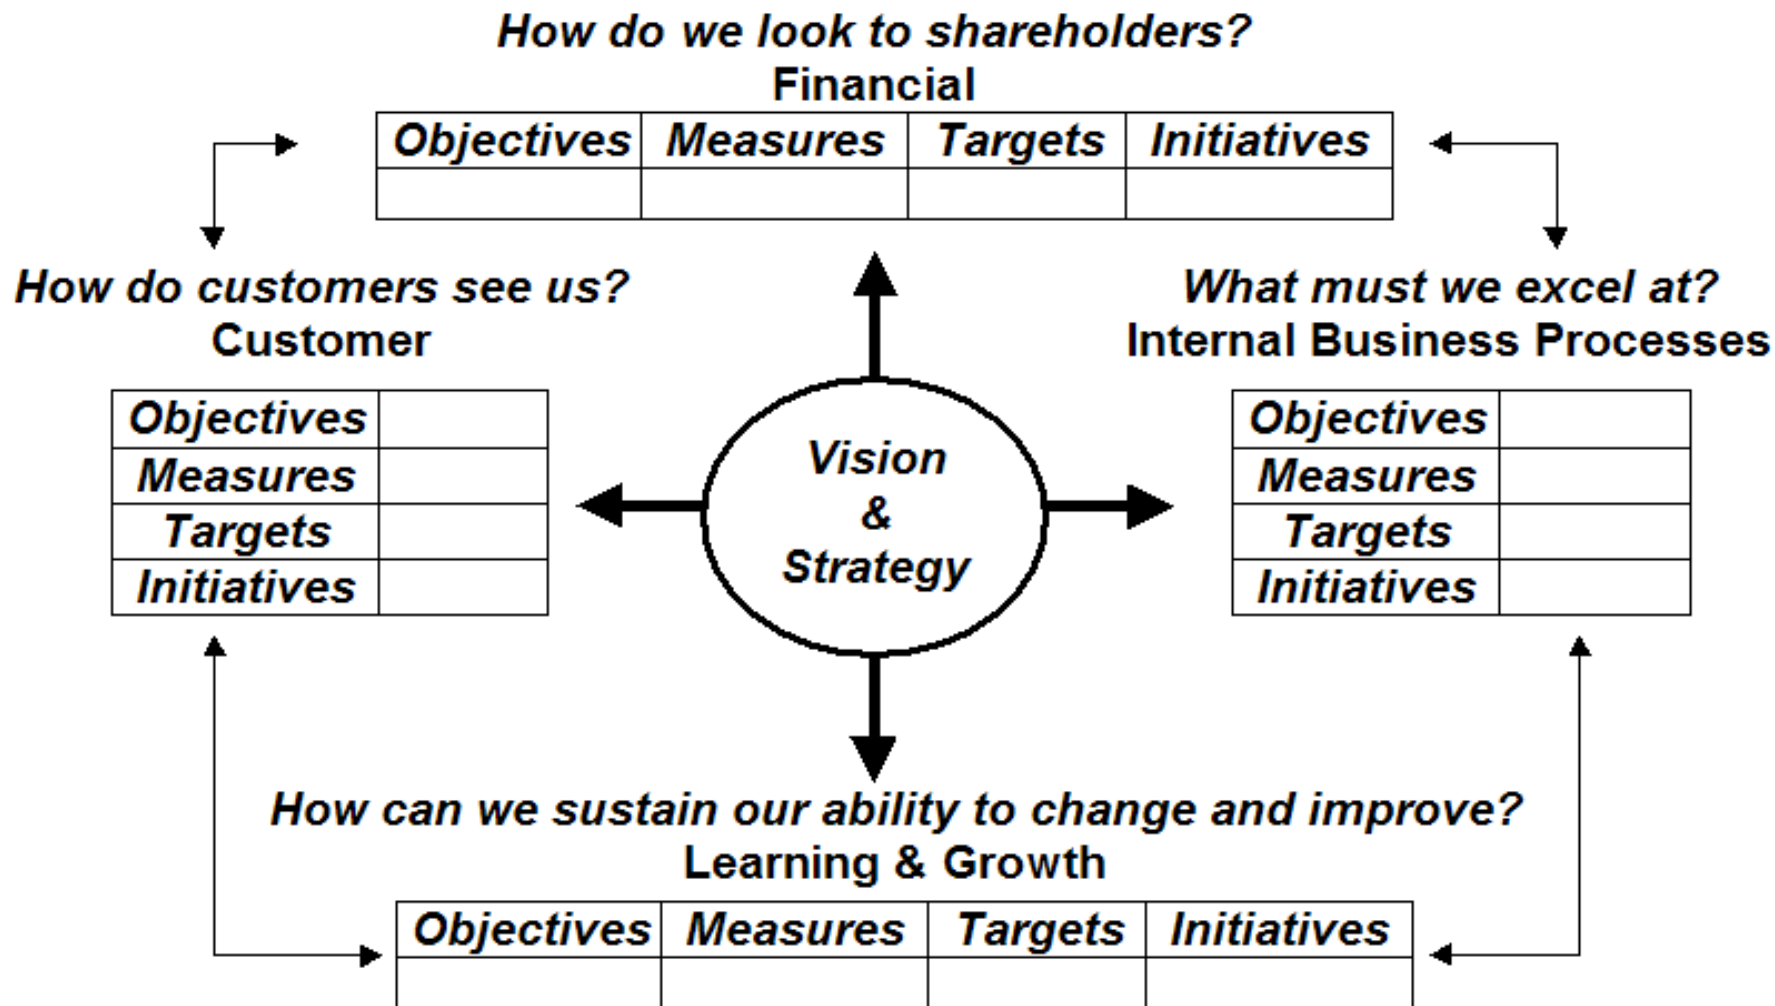 How do we look to shareholders?
Financial
Objectives Measures Targets Initiatives
How do customers see us?
Customer
Objectives
Measures
Targets
Initiatives
Vision
&
Strategy
What must we excel at?
Internal Business Processes
Objectives
Measures
Targets
Initiatives
How can we sustain our ability to change and improve?
Learning & Growth
Objectives Measures Targets Initiatives